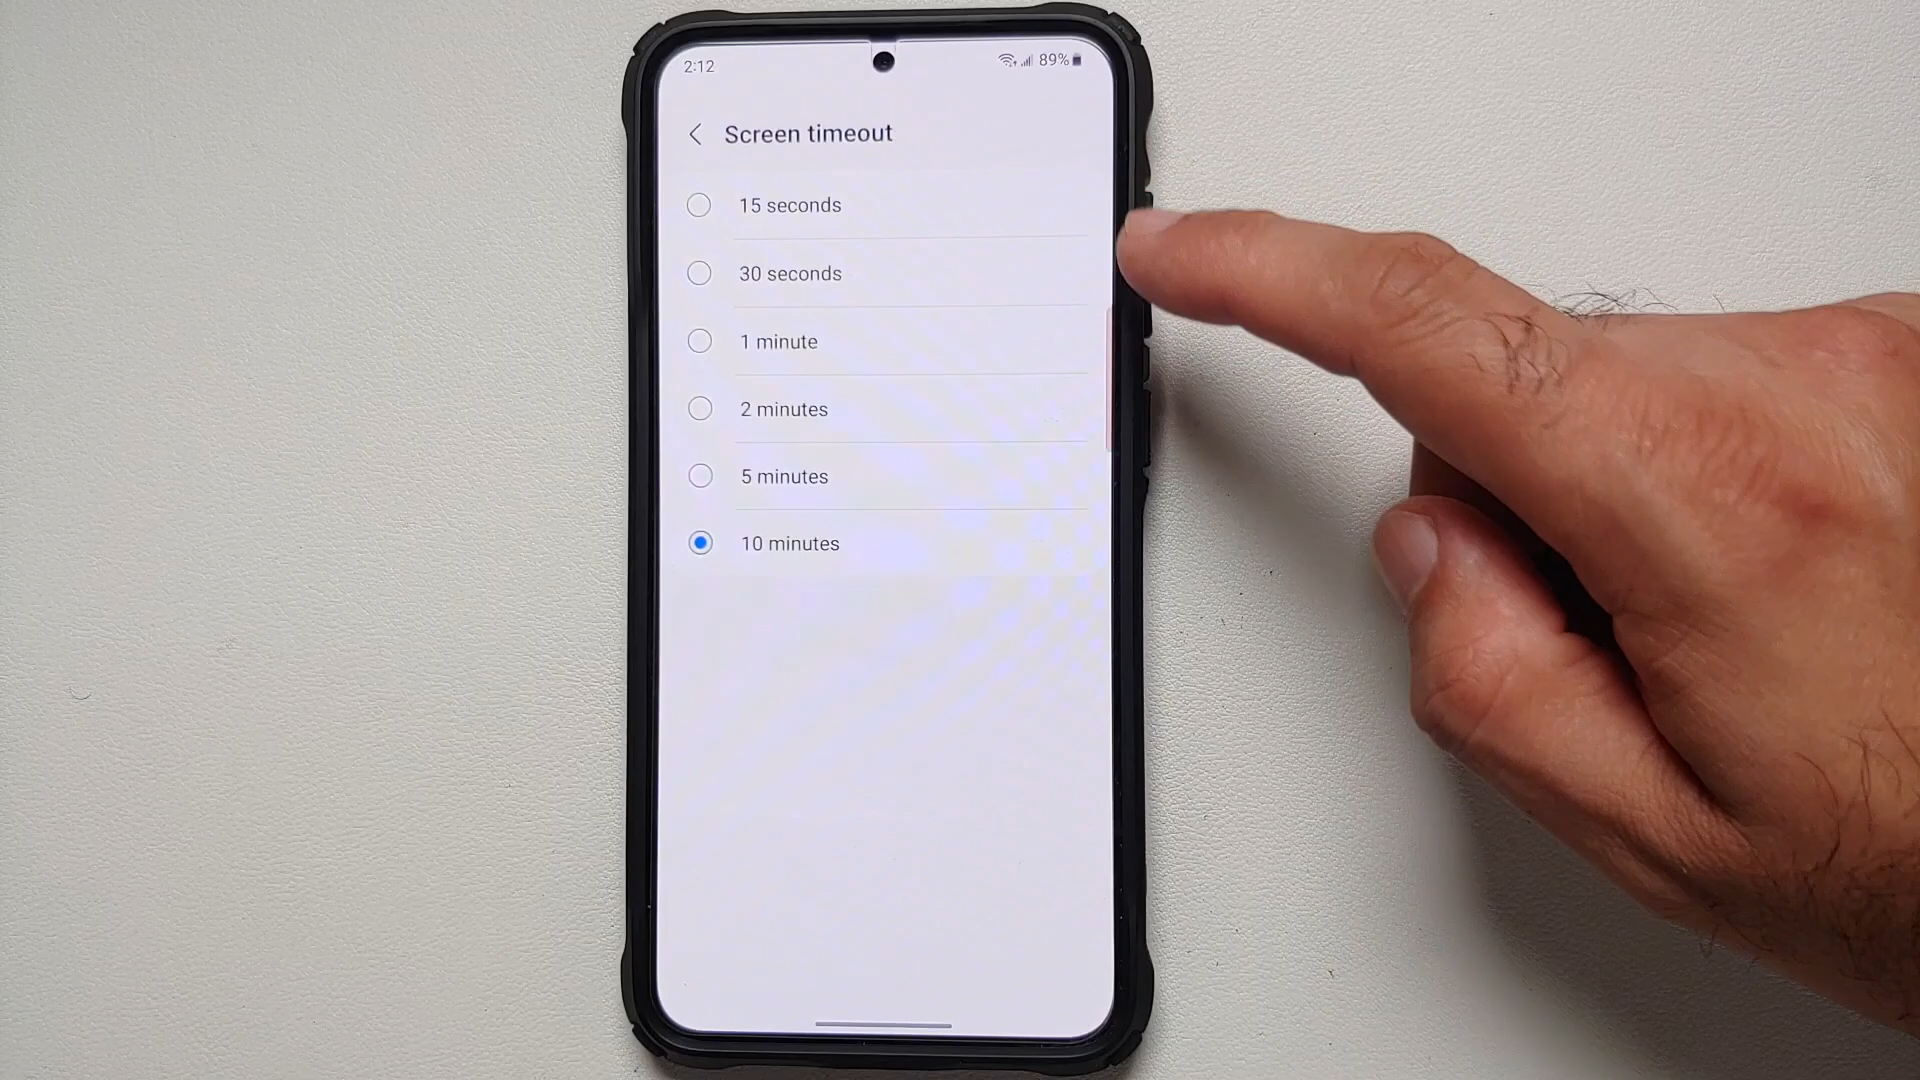 2:12
89%
Screen timeout
15 seconds
30 seconds
1 minute
2 minutes
5 minutes
10 minutes